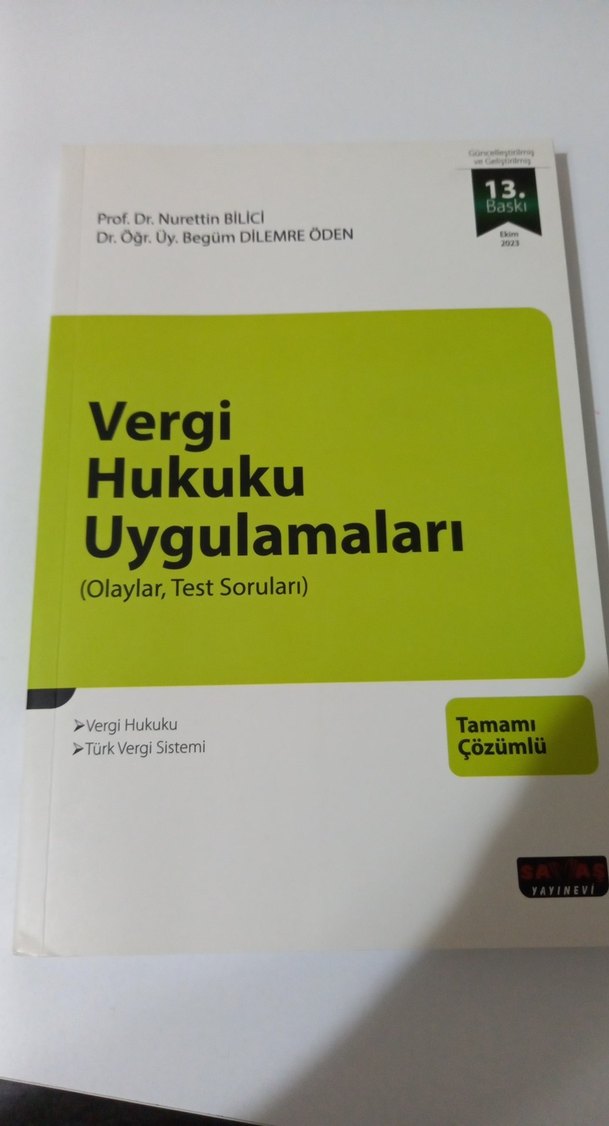 Güncelleştirilmiş
ve Geliştirilmiş
13.
Baskı
Ekim
2023
Prof. Dr. Nurettin BİLİCİ
Dr. Öğr. Üy. Begüm DİLEMRE ÖDEN
Vergi
Hukuku
Uygulamaları
(Olaylar, Test Soruları)
➢Vergi Hukuku
➢Türk Vergi Sistemi
Tamamı
Çözümlü
SAVAŞ
YAYINEVİ